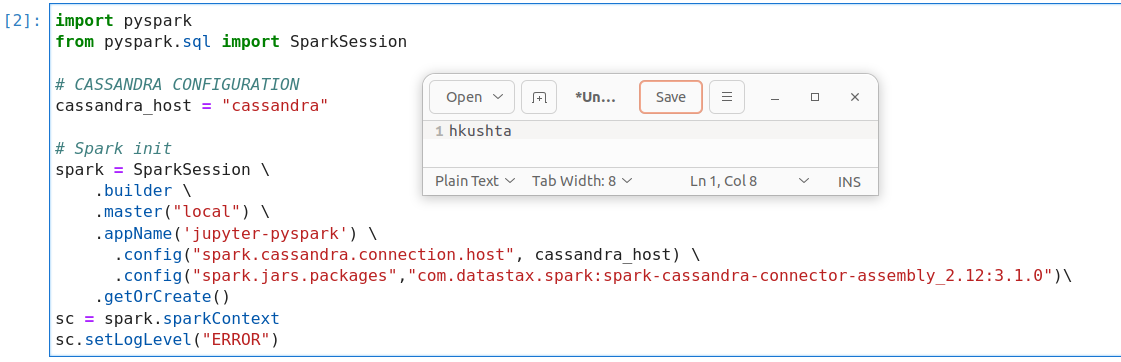 [2]:
import pyspark
from pyspark.sql import SparkSession
# CASSANDRA CONFIGURATION
cassandra_host = "cassandra"
# Spark init
spark = SparkSession \
    .builder \
    .master("local") \
    .appName('jupyter-pyspark') \
      .config("spark.cassandra.connection.host", cassandra_host) \
      .config("spark.jars.packages","com.datastax.spark:spark-cassandra-connector-assembly_2.12:3.1.0")\
    .getOrCreate()
sc = spark.sparkContext
sc.setLogLevel("ERROR")
Open *Un... Save
1 hkushta
Plain Text Tab Width: 8 Ln 1, Col 8 INS